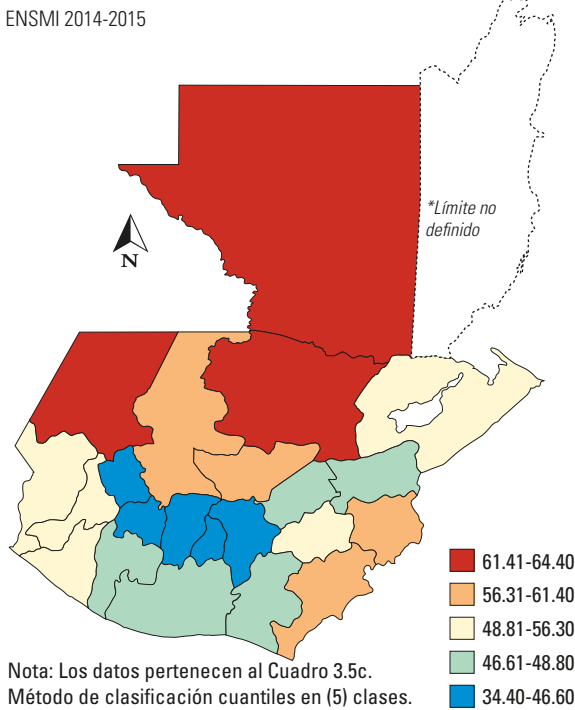 ENSMI 2014-2015
*Límite no
definido
N
61.41-64.40
56.31-61.40
48.81-56.30
46.61-48.80
34.40-46.60
Nota: Los datos pertenecen al Cuadro 3.5c.
Método de clasificación cuantiles en (5) clases.